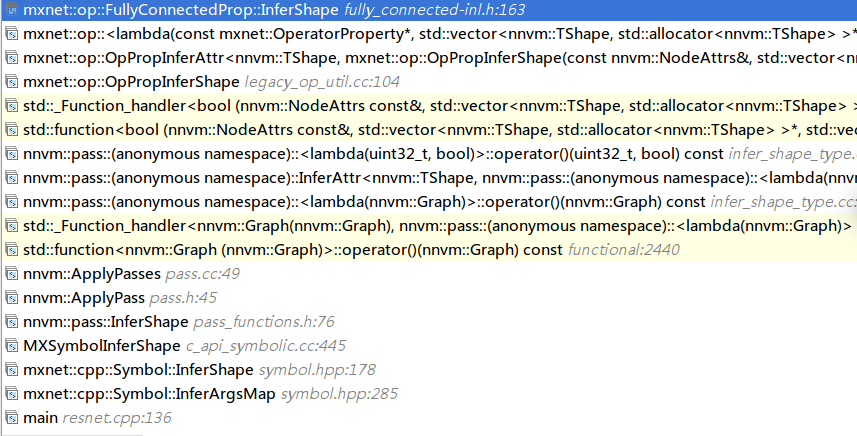 mxnet::op::FullyConnectedProp::InferShape fully_connected-inl.h:163
mxnet::op::<lambda(const mxnet::OperatorProperty*, std::vector<nnvm::TShape, std::allocator<nnvm::TShape> >*
mxnet::op::OpPropInferAttr<nnvm::TShape, mxnet::op::OpPropInferShape(const nnvm::NodeAttrs&, std::vector<nn
mxnet::op::OpPropInferShape legacy_op_util.cc:104
std::_Function_handler<bool (nnvm::NodeAttrs const&, std::vector<nnvm::TShape, std::allocator<nnvm::TShape> >
std::function<bool (nnvm::NodeAttrs const&, std::vector<nnvm::TShape, std::allocator<nnvm::TShape> >*, std::vec
nnvm::pass::(anonymous namespace)::<lambda(uint32_t, bool)>::operator()(uint32_t, bool) const infer_shape_type.c
nnvm::pass::(anonymous namespace)::InferAttr<nnvm::TShape, nnvm::pass::(anonymous namespace)::<lambda(nnv
nnvm::pass::(anonymous namespace)::<lambda(nnvm::Graph)>::operator()(nnvm::Graph) const infer_shape_type.cc:
std::_Function_handler<nnvm::Graph(nnvm::Graph), nnvm::pass::(anonymous namespace)::<lambda(nnvm::Graph)>
std::function<nnvm::Graph (nnvm::Graph)>::operator()(nnvm::Graph) const functional:2440
nnvm::ApplyPasses pass.cc:49
nnvm::ApplyPass pass.h:45
nnvm::pass::InferShape pass_functions.h:76
MXSymbolInferShape c_api_symbolic.cc:445
mxnet::cpp::Symbol::InferShape symbol.hpp:178
mxnet::cpp::Symbol::InferArgsMap symbol.hpp:285
main resnet.cpp:136